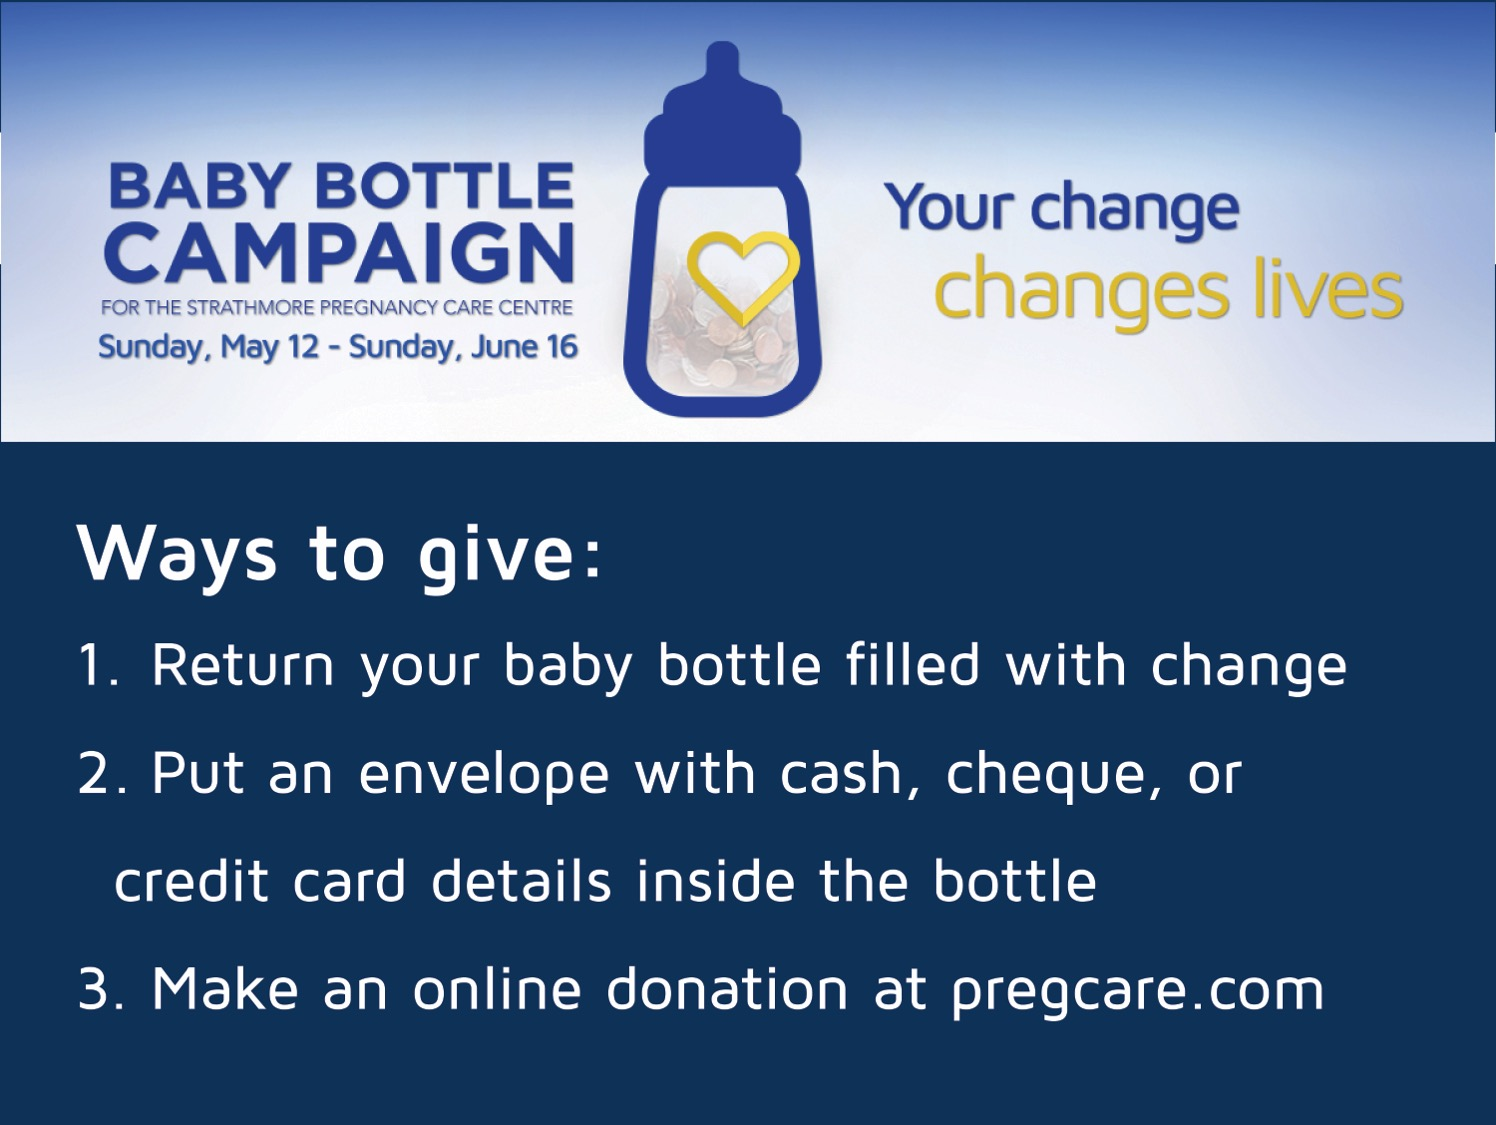 BABY BOTTLE
CAMPAIGN
FOR THE STRATHMORE PREGNANCY CARE CENTRE
Sunday, May 12 - Sunday, June 16
Your change
changes lives
Ways to give:
1. Return your baby bottle filled with change
2. Put an envelope with cash, cheque, or
credit card details inside the bottle
3. Make an online donation at pregcare.com